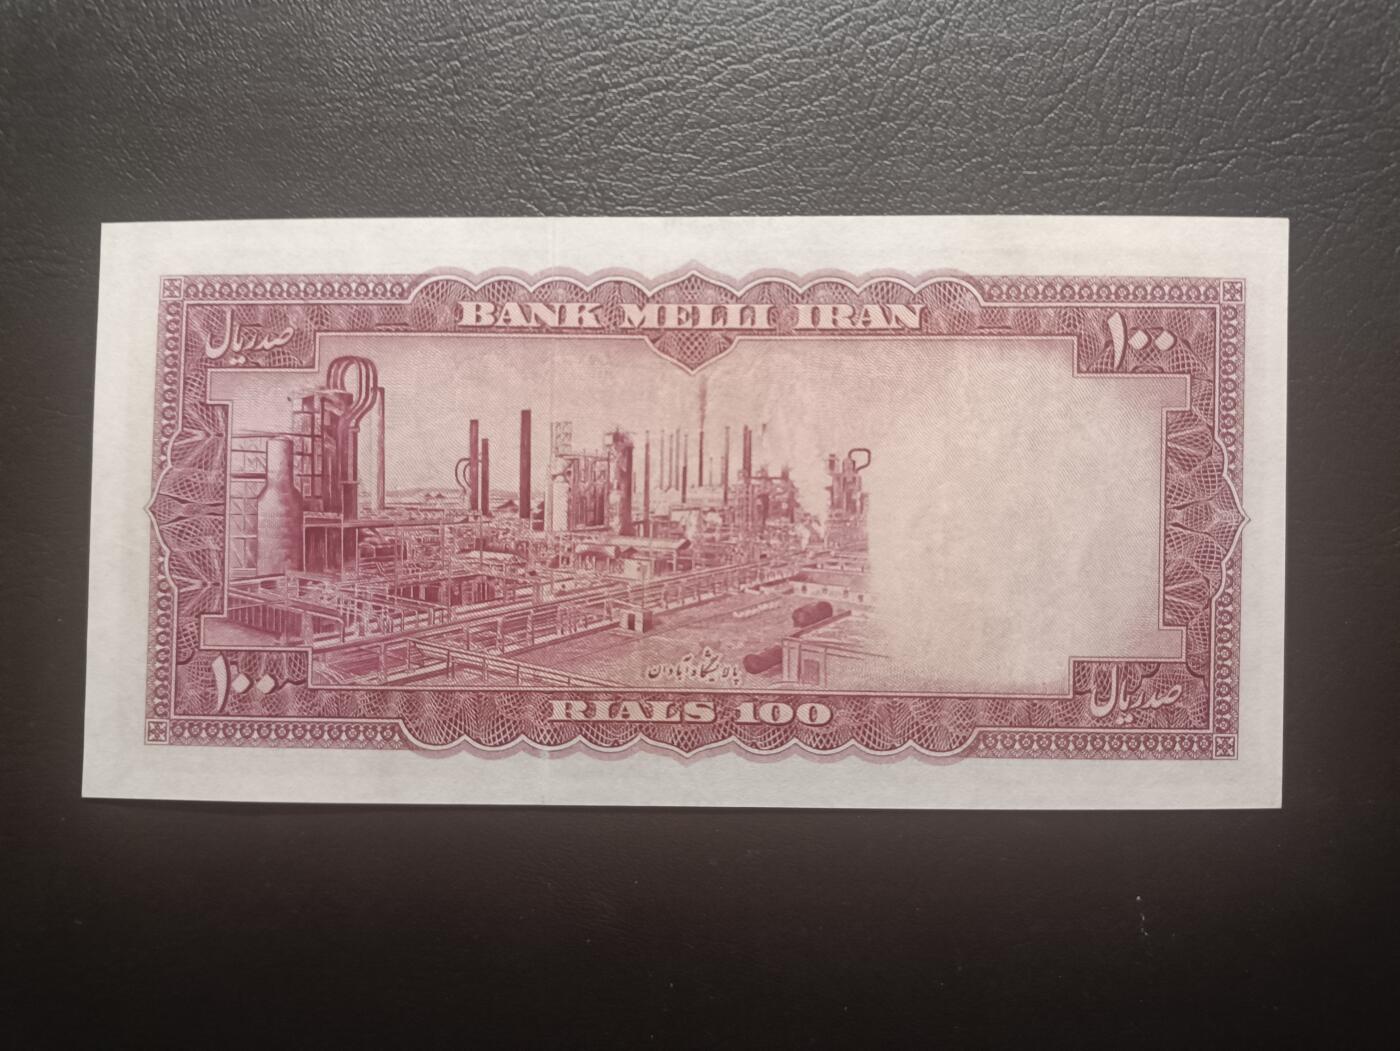 BANK MELLI IRAN
صد ریال
۱۰۰
پالایشگاه آبادان
۱۰۰
صد ریال
RIALS 100